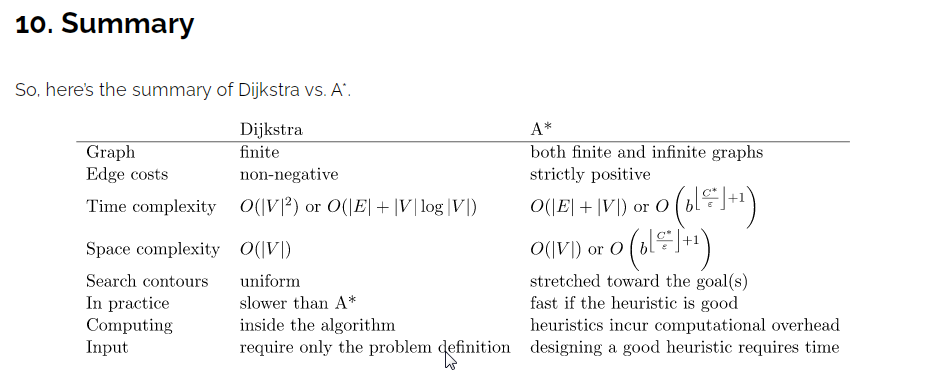 10. Summary
So, here's the summary of Dijkstra vs. A*.
Dijkstra A*
Graph finite both finite and infinite graphs
Edge costs non-negative strictly positive
Time complexity O(|V|²) or O(|E| + |V| log |V|) O(|E| + |V|) or O(b^{⌊C*/ε⌋+1})
Space complexity O(|V|) O(|V|) or O(b^{⌊C*/ε⌋+1})
Search contours uniform stretched toward the goal(s)
In practice slower than A* fast if the heuristic is good
Computing inside the algorithm heuristics incur computational overhead
Input require only the problem definition designing a good heuristic requires time